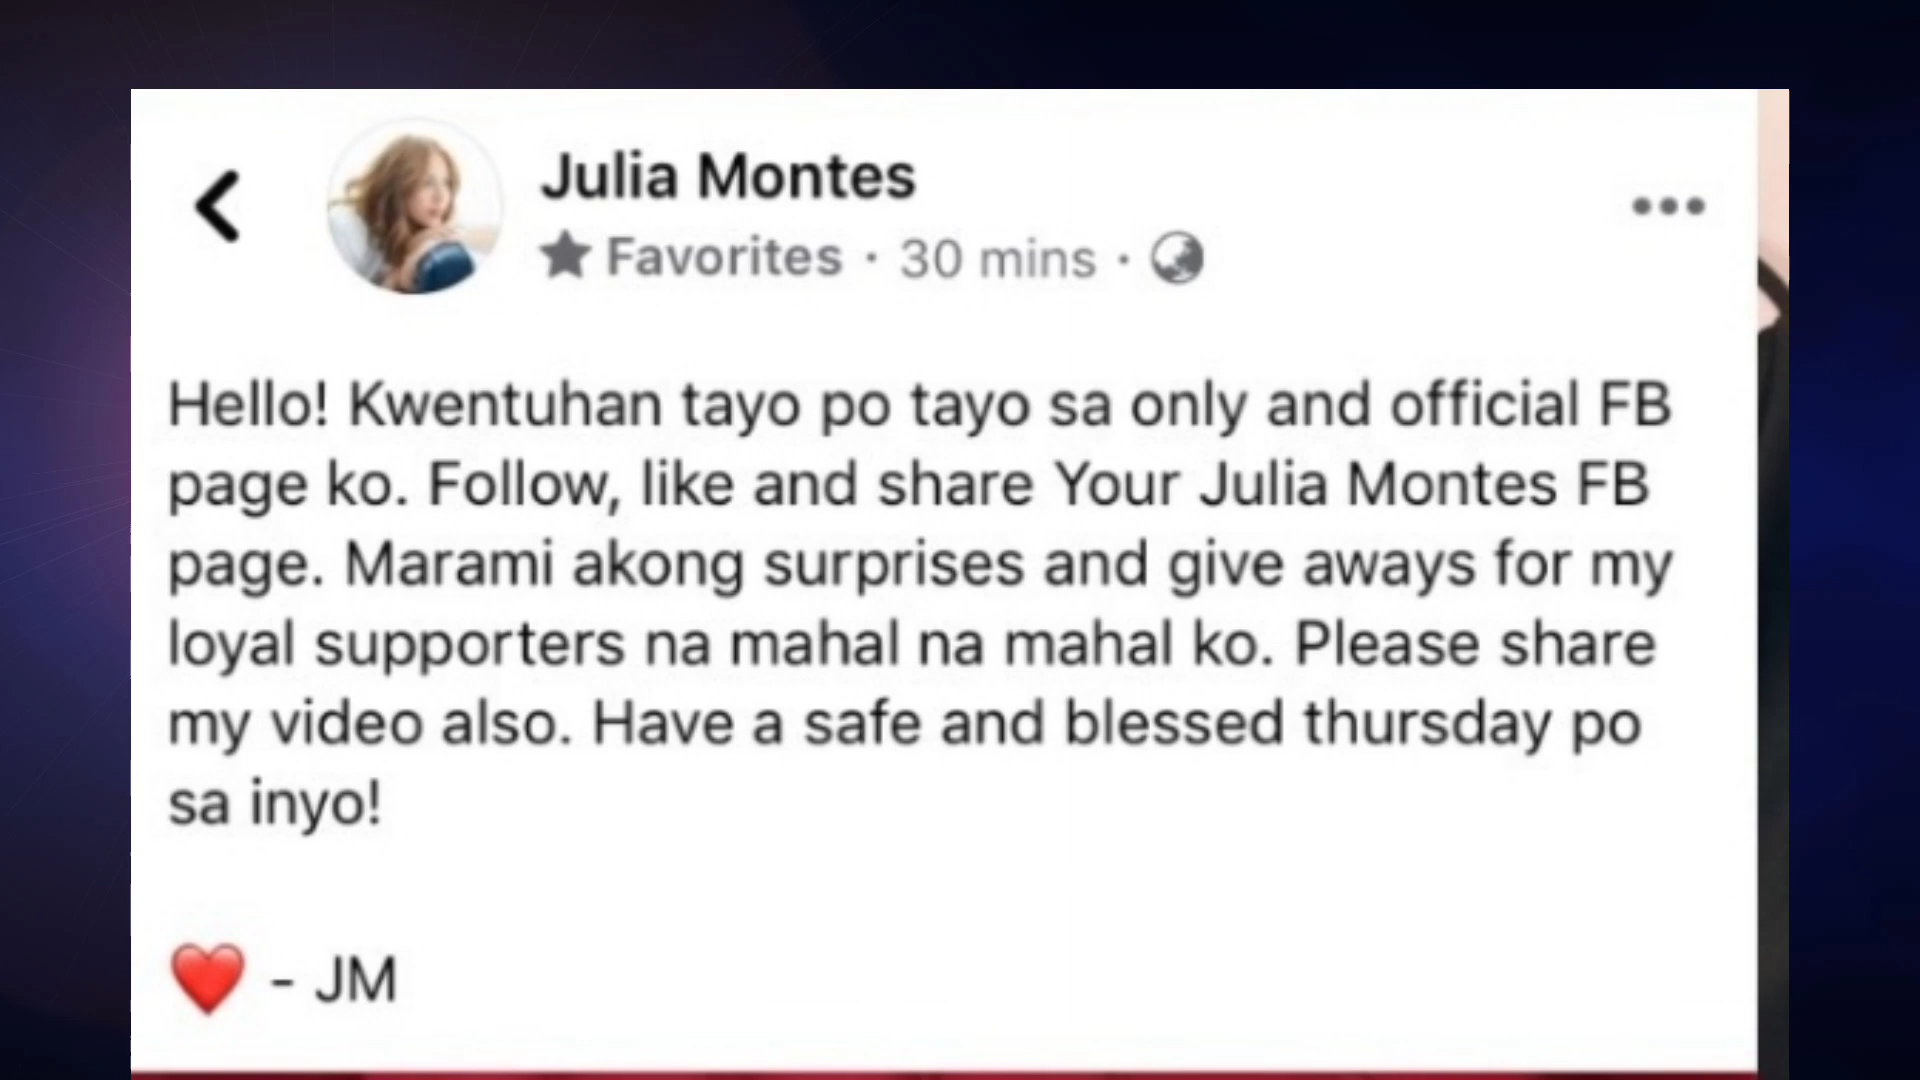 Julia Montes
Favorites · 30 mins ·
Hello! Kwentuhan tayo po tayo sa only and official FB
page ko. Follow, like and share Your Julia Montes FB
page. Marami akong surprises and give aways for my
loyal supporters na mahal na mahal ko. Please share
my video also. Have a safe and blessed thursday po
sa inyo!
❤️ - JM